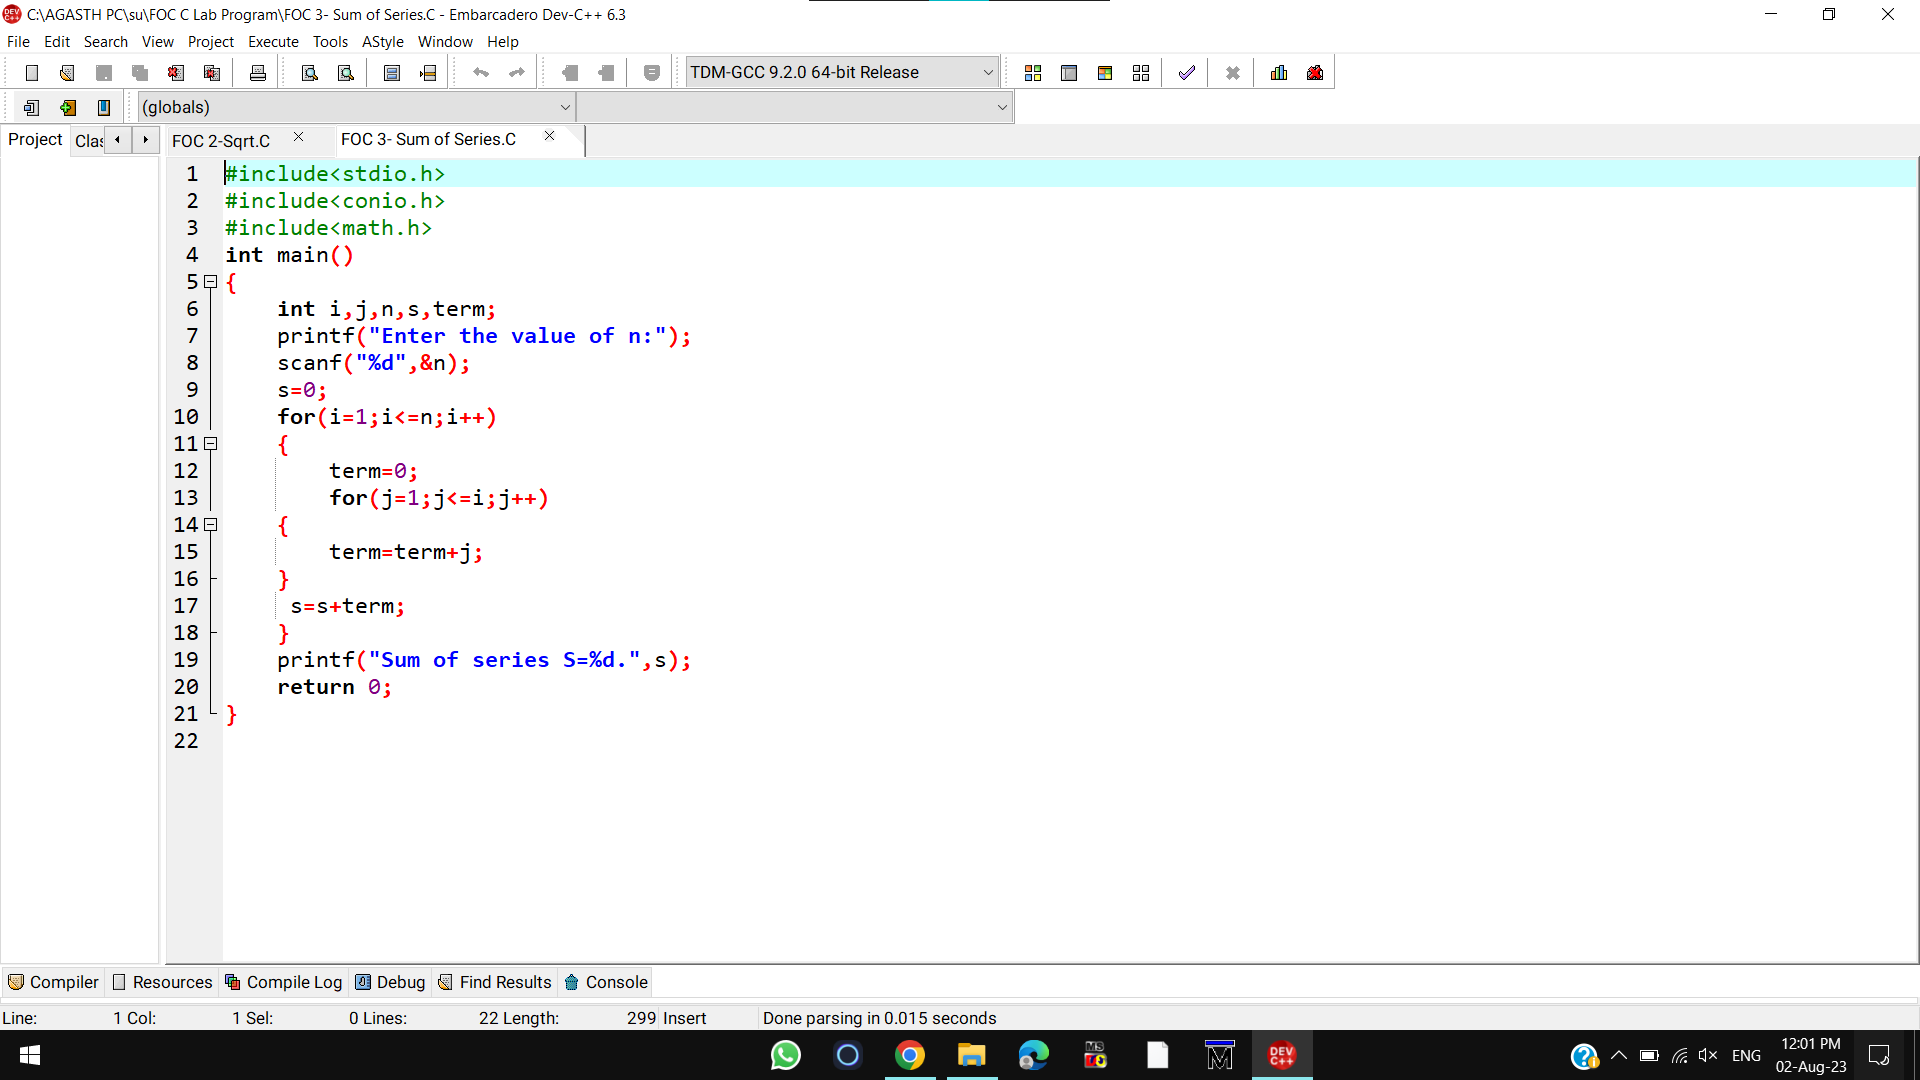 C:\AGASTH PC\su\FOC C Lab Program\FOC 3- Sum of Series.C - Embarcadero Dev-C++ 6.3
File Edit Search View Project Execute Tools AStyle Window Help
TDM-GCC 9.2.0 64-bit Release
(globals)
Project Clas FOC 2-Sqrt.C FOC 3- Sum of Series.C
1 #include<stdio.h>
2 #include<conio.h>
3 #include<math.h>
4 int main()
5 {
6 int i,j,n,s,term;
7 printf("Enter the value of n:");
8 scanf("%d",&n);
9 s=0;
10 for(i=1;i<=n;i++)
11 {
12 term=0;
13 for(j=1;j<=i;j++)
14 {
15 term=term+j;
16 }
17 s=s+term;
18 }
19 printf("Sum of series S=%d.",s);
20 return 0;
21 }
22
Compiler Resources Compile Log Debug Find Results Console
Line: 1 Col: 1 Sel: 0 Lines: 22 Length: 299 Insert Done parsing in 0.015 seconds
MS DEV C++ ENG 12:01 PM
02-Aug-23